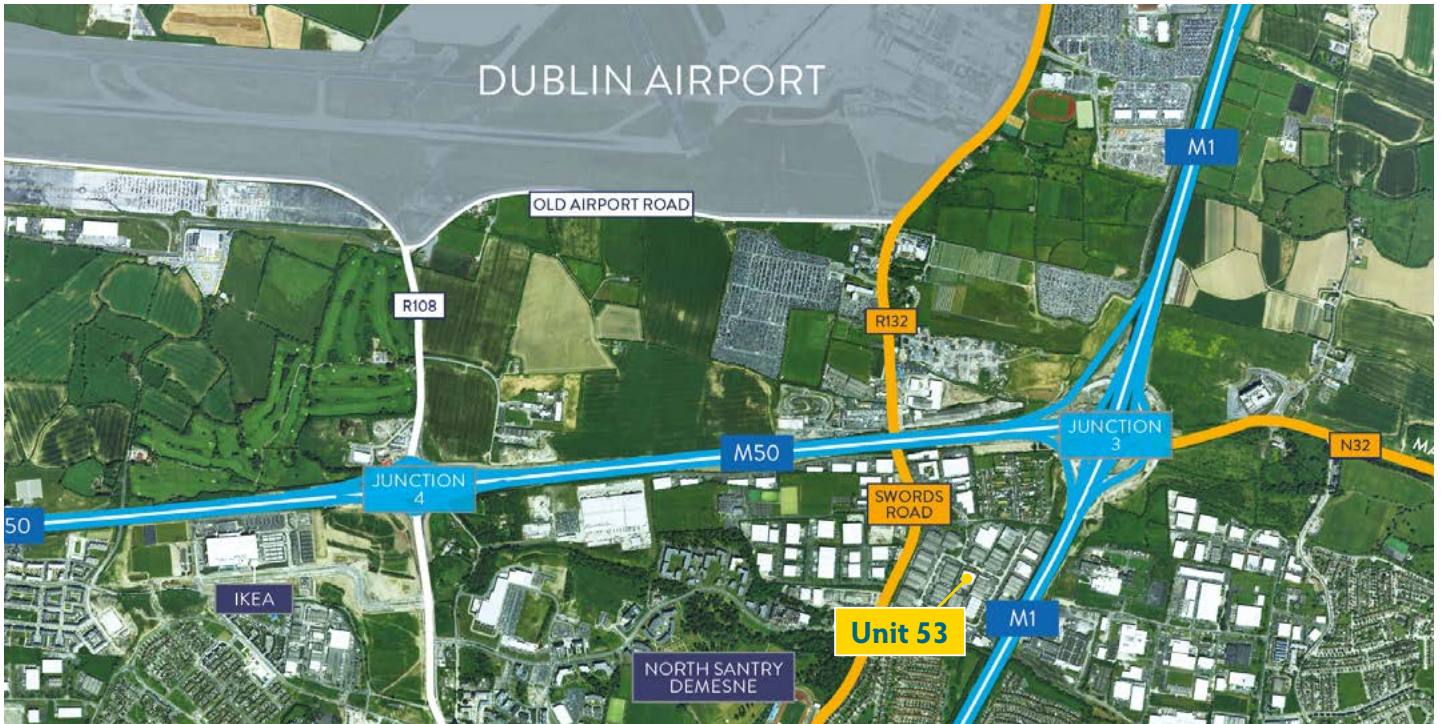 DUBLIN AIRPORT
M1
OLD AIRPORT ROAD
R108
R132
JUNCTION
3
N32
M50
JUNCTION
4
SWORDS
ROAD
50
IKEA
Unit 53
M1
NORTH SANTRY
DEMESNE